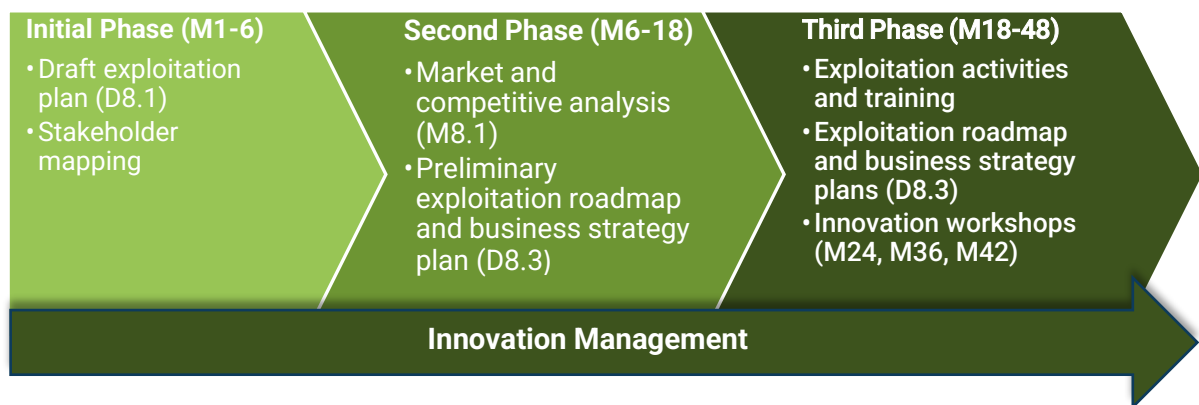 Initial Phase (M1-6)
•Draft exploitation
plan (D8.1)
•Stakeholder
mapping
Second Phase (M6-18)
•Market and
competitive analysis
(M8.1)
•Preliminary
exploitation roadmap
and business strategy
plan (D8.3)
Third Phase (M18-48)
•Exploitation activities
and training
•Exploitation roadmap
and business strategy
plans (D8.3)
•Innovation workshops
(M24, M36, M42)
Innovation Management